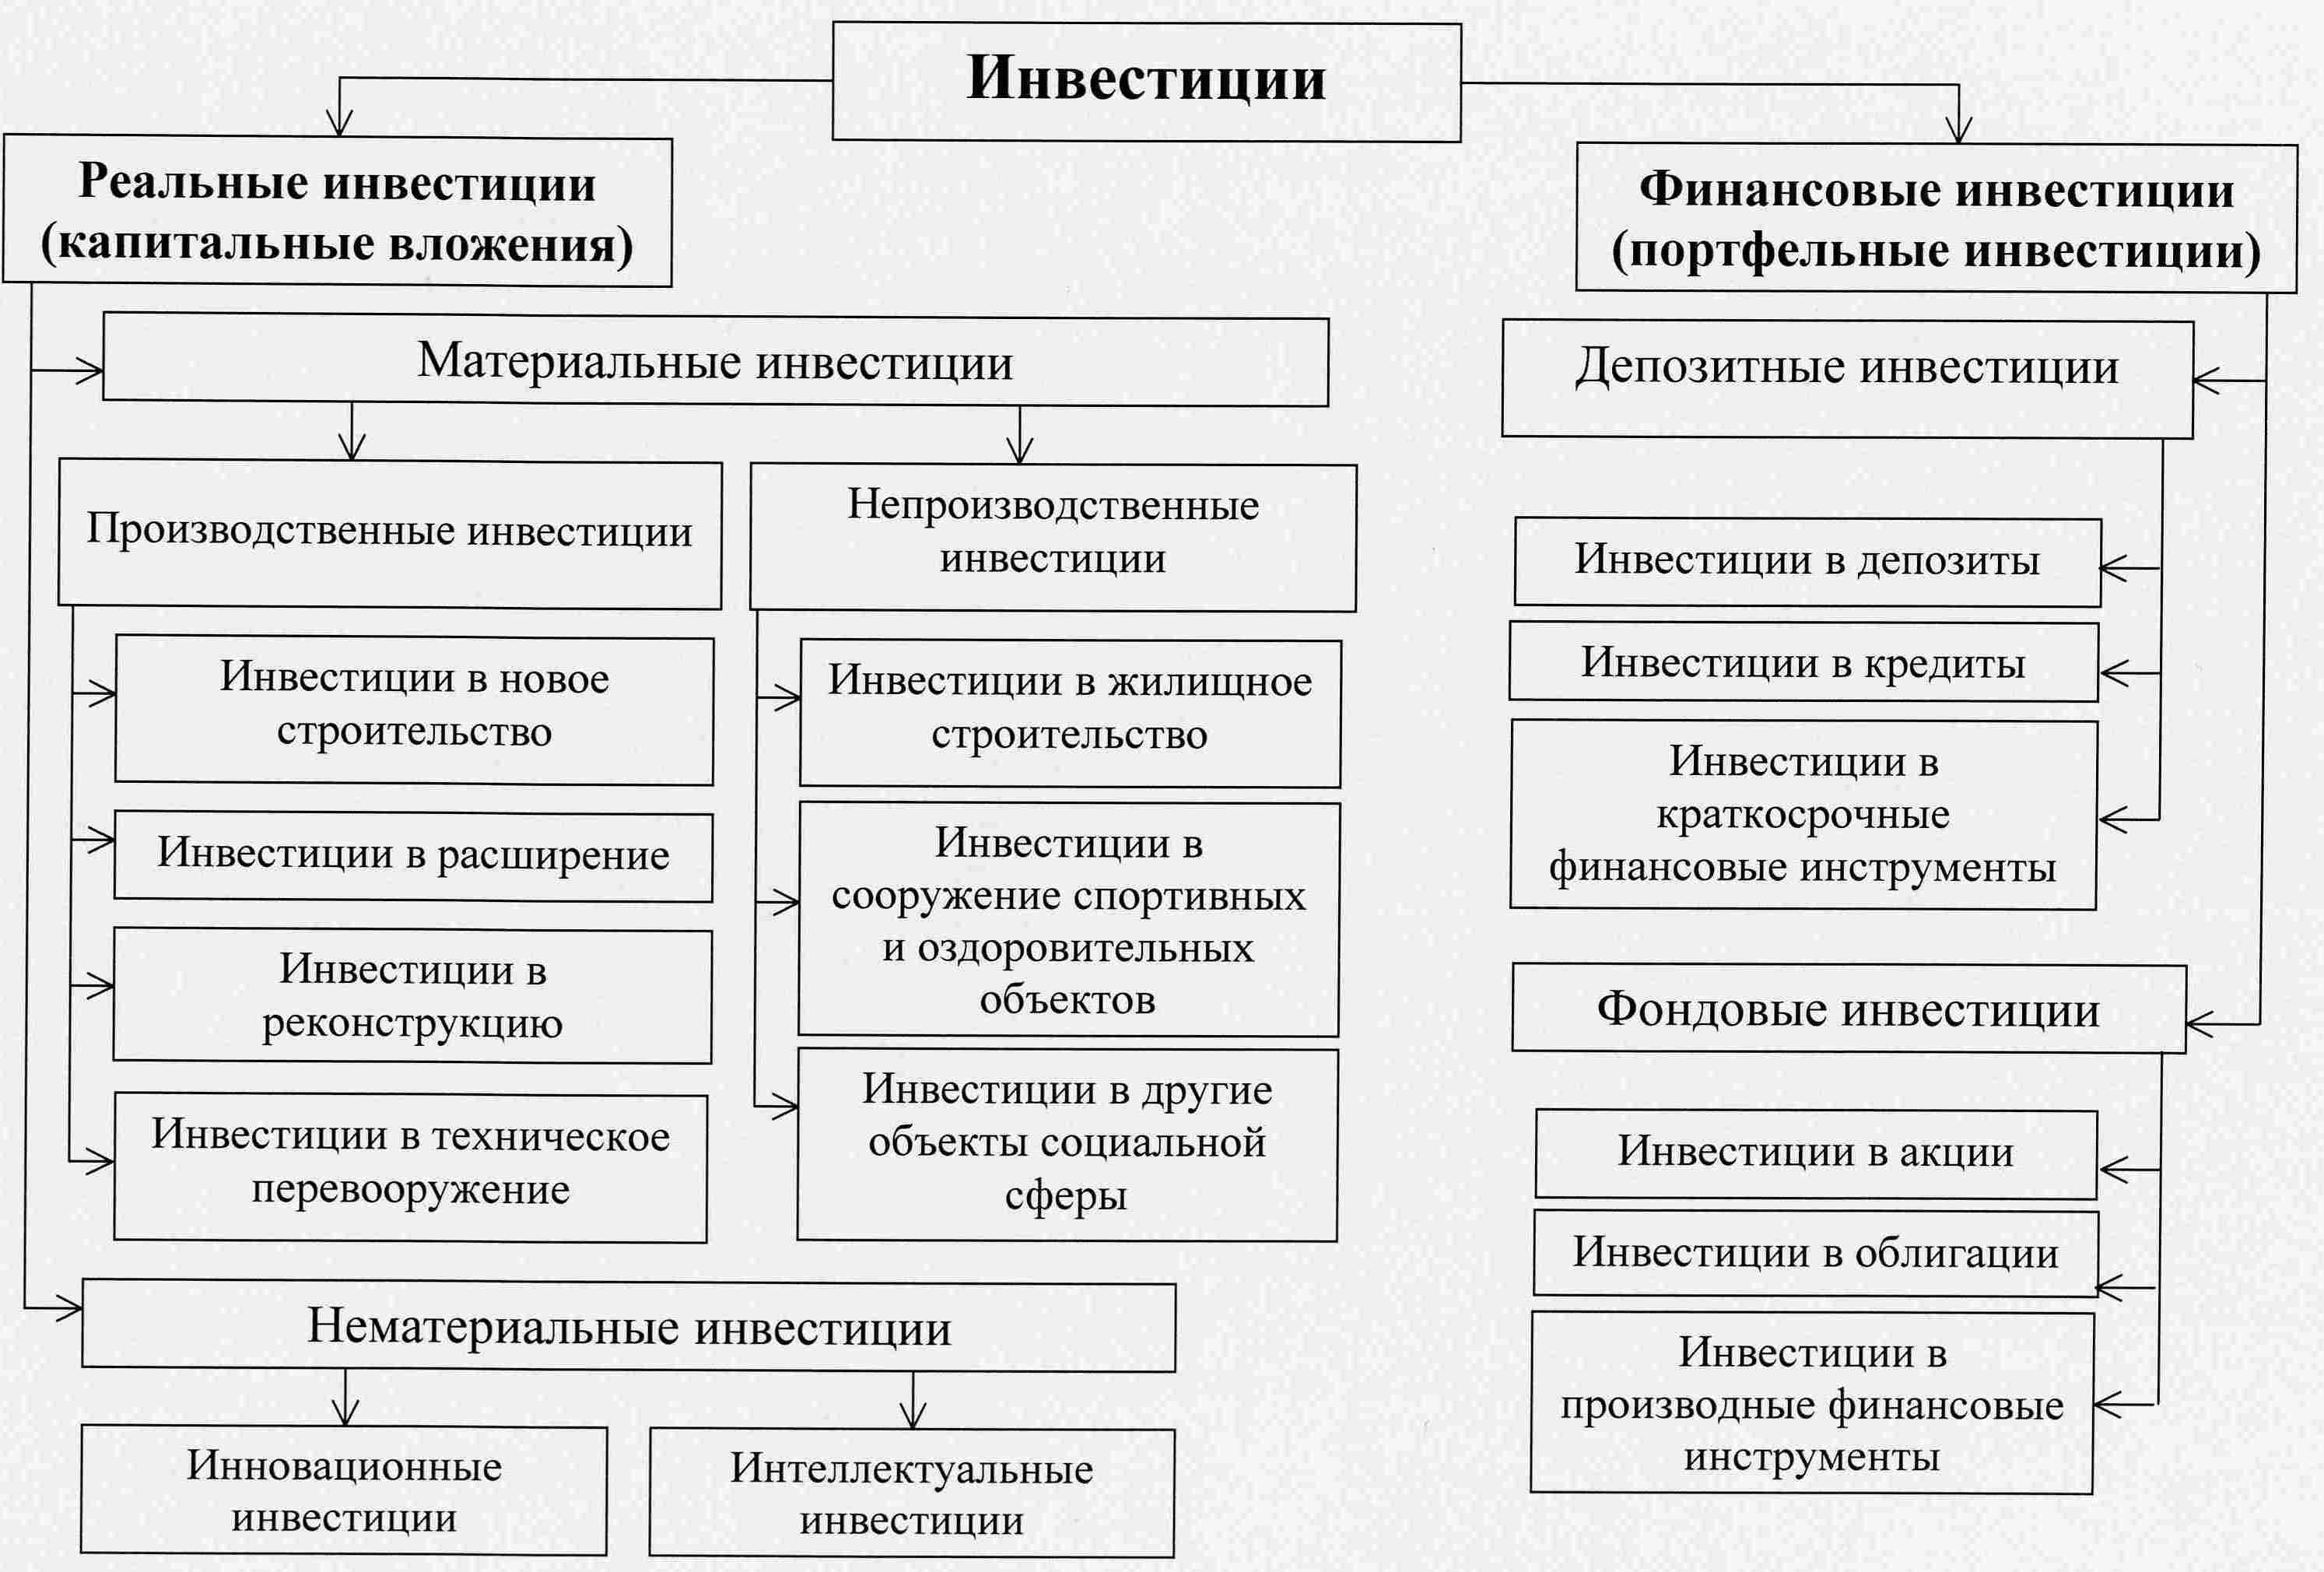 Инвестиции
Реальные инвестиции
(капитальные вложения)
Финансовые инвестиции
(портфельные инвестиции)
Материальные инвестиции
Производственные инвестиции
Непроизводственные
инвестиции
Инвестиции в новое
строительство
Инвестиции в расширение
Инвестиции в
реконструкцию
Инвестиции в техническое
перевооружение
Инвестиции в жилищное
строительство
Инвестиции в
сооружение спортивных
и оздоровительных
объектов
Инвестиции в другие
объекты социальной
сферы
Нематериальные инвестиции
Инновационные
инвестиции
Интеллектуальные
инвестиции
Депозитные инвестиции
Инвестиции в депозиты
Инвестиции в кредиты
Инвестиции в
краткосрочные
финансовые инструменты
Фондовые инвестиции
Инвестиции в акции
Инвестиции в облигации
Инвестиции в
производные финансовые
инструменты